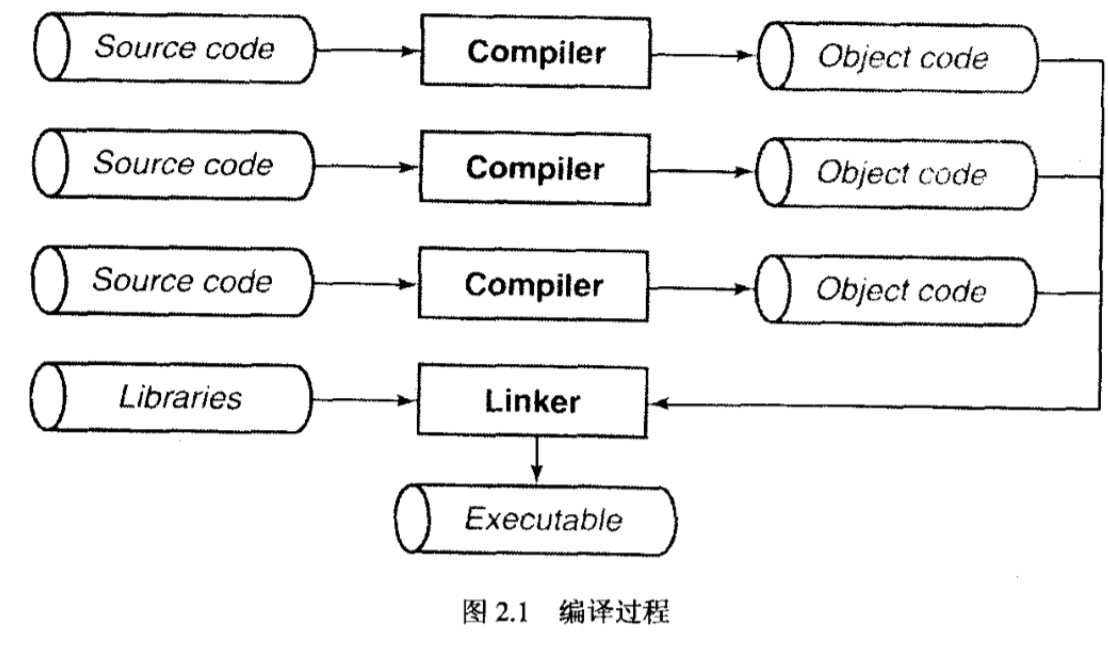 Source code Compiler Object code
Source code Compiler Object code
Source code Compiler Object code
Libraries Linker
Executable
图 2.1 编译过程